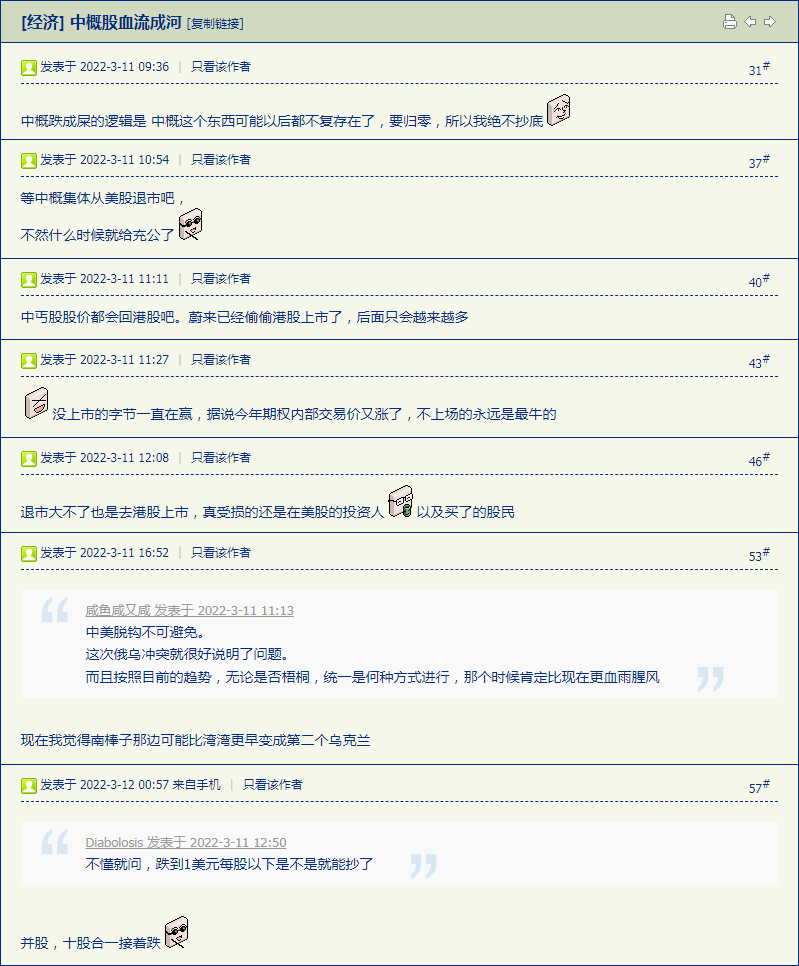 [经济] 中概股血流成河 [复制链接]
发表于 2022-3-11 09:36 | 只看该作者 31#
中概跌成屎的逻辑是 中概这个东西可能以后都不复存在了，要归零，所以我绝不抄底
发表于 2022-3-11 10:54 | 只看该作者 37#
等中概集体从美股退市吧，
不然什么时候就给充公了
发表于 2022-3-11 11:11 | 只看该作者 40#
中丐股股价都会回港股吧。蔚来已经偷偷港股上市了，后面只会越来越多
发表于 2022-3-11 11:27 | 只看该作者 43#
没上市的字节一直在赢，据说今年期权内部交易价又涨了，不上场的永远是最牛的
发表于 2022-3-11 12:08 | 只看该作者 46#
退市大不了也是去港股上市，真受损的还是在美股的投资人 以及买了的股民
发表于 2022-3-11 16:52 | 只看该作者 53#
咸鱼咸又咸 发表于 2022-3-11 11:13
中美脱钩不可避免。
这次俄乌冲突就很好说明了问题。
而且按照目前的趋势，无论是否梧桐，统一是何种方式进行，那个时候肯定比现在更血雨腥风
现在我觉得南棒子那边可能比湾湾更早变成第二个乌克兰
发表于 2022-3-12 00:57 来自手机 | 只看该作者 57#
Diabolosis 发表于 2022-3-11 12:50
不懂就问，跌到1美元每股以下是不是就能抄了
并股，十股合一接着跌